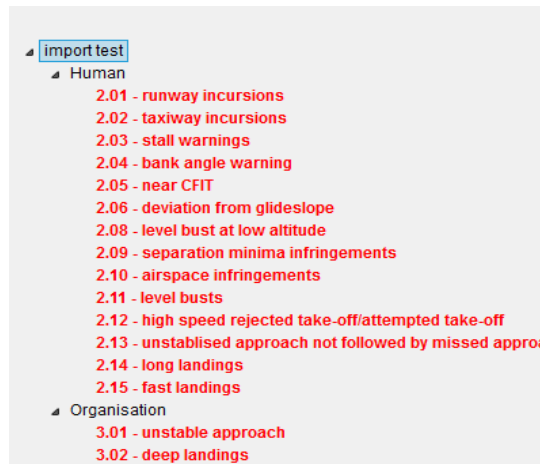 import test
Human
2.01 - runway incursions
2.02 - taxiway incursions
2.03 - stall warnings
2.04 - bank angle warning
2.05 - near CFIT
2.06 - deviation from glideslope
2.08 - level bust at low altitude
2.09 - separation minima infringements
2.10 - airspace infringements
2.11 - level busts
2.12 - high speed rejected take-off/attempted take-off
2.13 - unstablised approach not followed by missed approa
2.14 - long landings
2.15 - fast landings
Organisation
3.01 - unstable approach
3.02 - deep landings